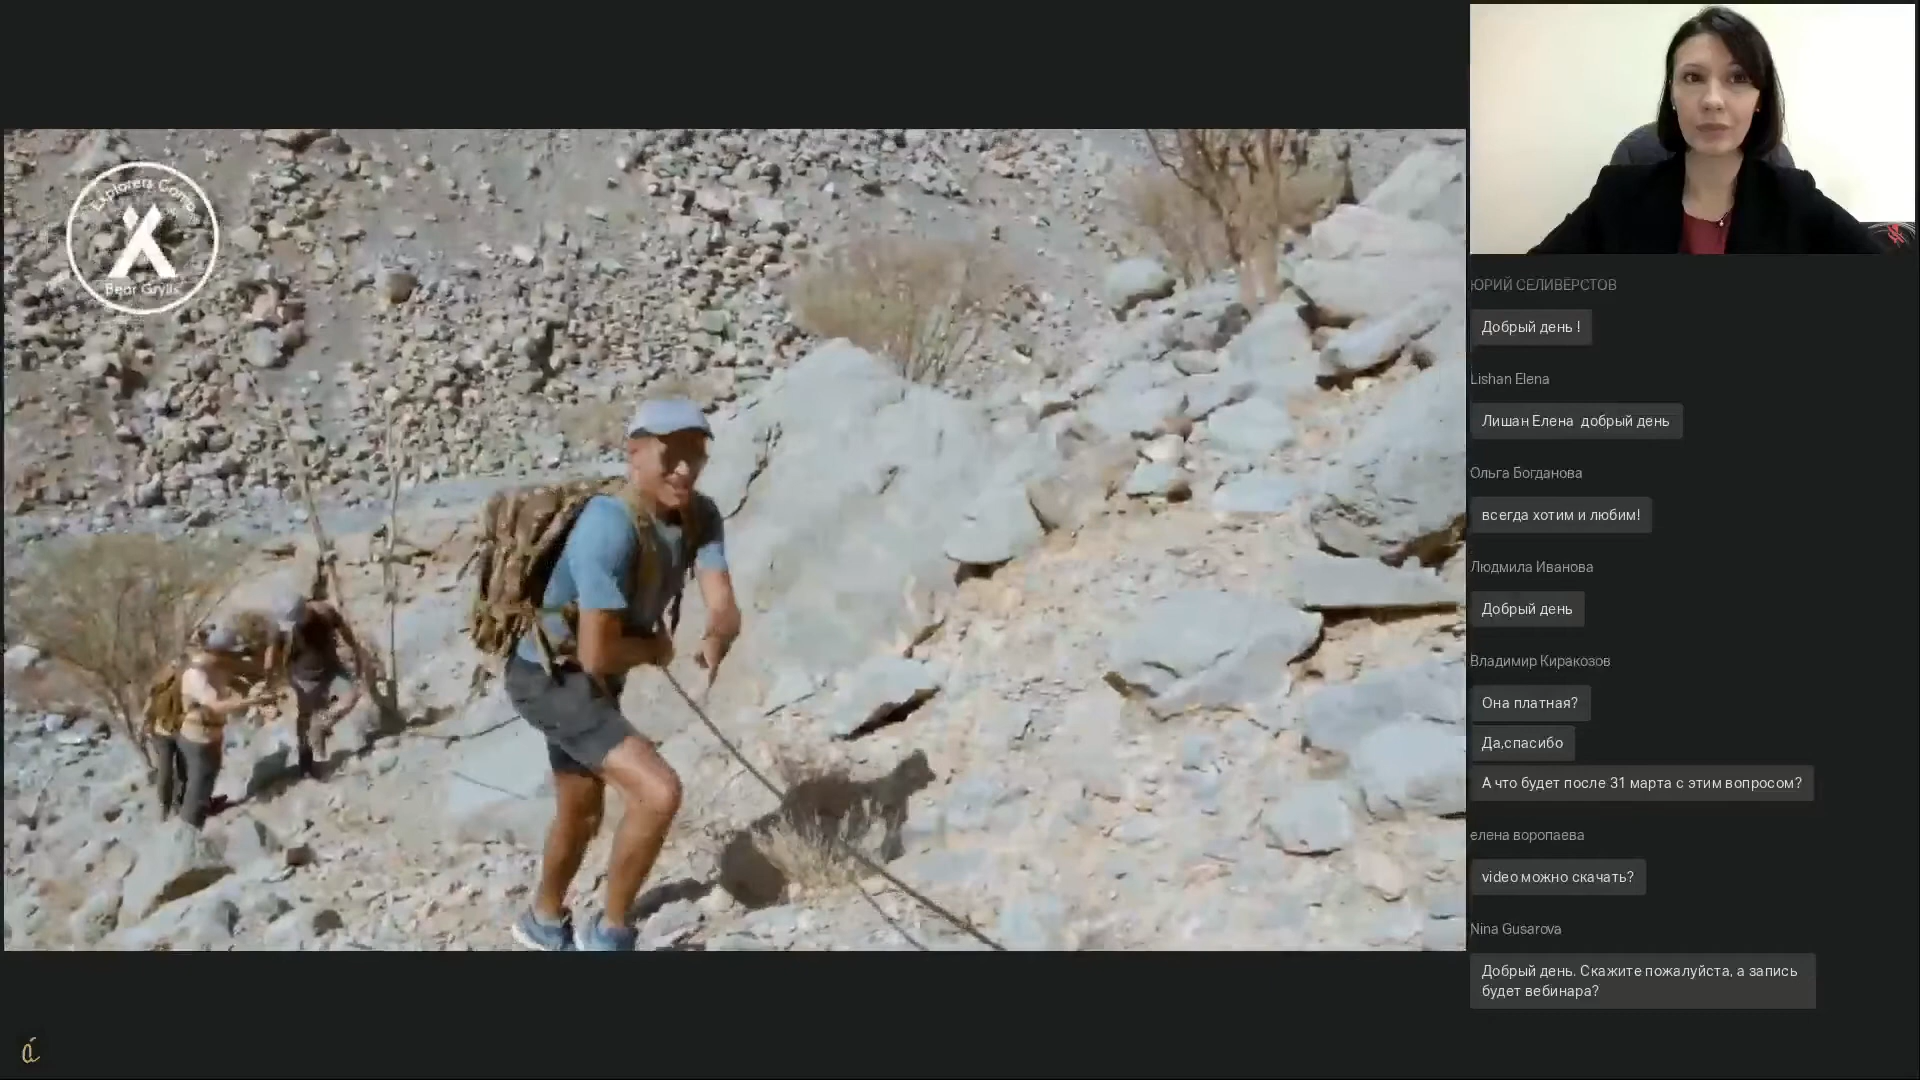 Explorers Camp
Bear Grylls
ЮРИЙ СЕЛИВЁРСТОВ
Добрый день !
Lishan Elena
Лишан Елена добрый день
Ольга Богданова
всегда хотим и любим!
Людмила Иванова
Добрый день
Владимир Киракозов
Она платная?
Да,спасибо
А что будет после 31 марта с этим вопросом?
елена воропаева
video можно скачать?
Nina Gusarova
Добрый день. Скажите пожалуйста, а запись
будет вебинара?
á